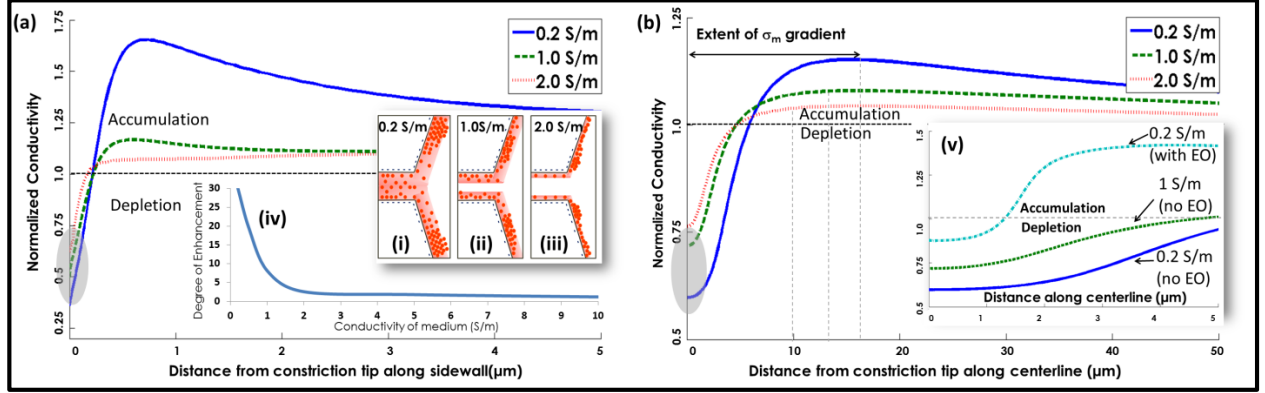 (a)
Normalized Conductivity
1.75
1.5
1.25
1.0
0.75
0.5
0.25
0.2 S/m
1.0 S/m
2.0 S/m
Accumulation
Depletion
0.2 S/m
1.0S/m
2.0 S/m
(i)
(ii)
(iii)
(iv)
Degree of Enhancement
30
25
20
15
10
5
0
0 1 2 3 4 5 6 7 8 9 10
Conductivity of medium (S/m)
0 1 2 3 4 5
Distance from constriction tip along sidewall(µm)
(b)
Normalized Conductivity
1.25
1.0
0.75
0.5
Extent of σm gradient
0.2 S/m
1.0 S/m
2.0 S/m
Accumulation
Depletion
(v)
0.2 S/m
(with EO)
1 S/m
(no EO)
Accumulation
Depletion
0.2 S/m
(no EO)
1.5
1.25
1.0
0.75
0.5
Distance along centerline (µm)
0 1 2 3 4 5
0 10 20 30 40 50
Distance from constriction tip along centerline (µm)